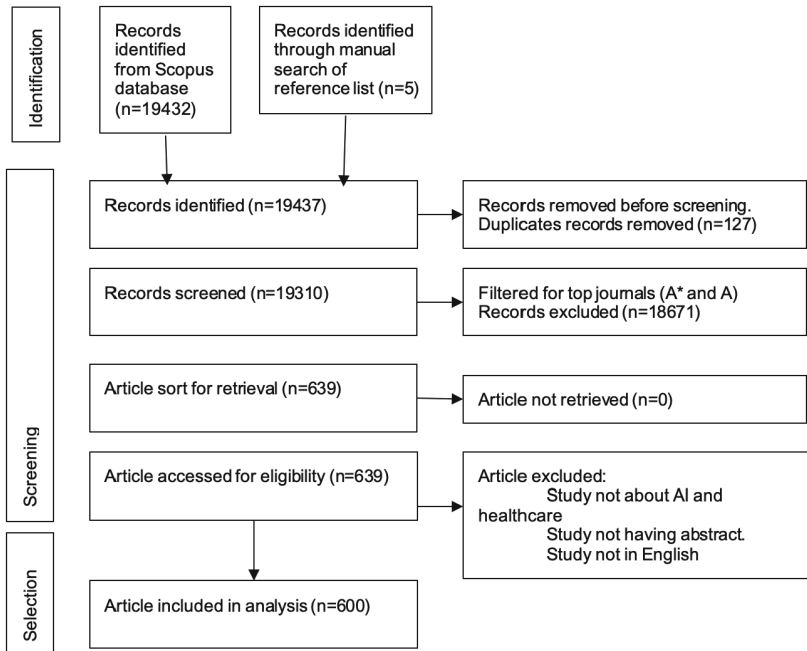 Identification
Records
identified
from Scopus
database
(n=19432)
Records identified
through manual
search of
reference list (n=5)
Screening
Records identified (n=19437)
Records removed before screening.
Duplicates records removed (n=127)
Records screened (n=19310)
Filtered for top journals (A* and A)
Records excluded (n=18671)
Article sort for retrieval (n=639)
Article not retrieved (n=0)
Article accessed for eligibility (n=639)
Article excluded:
Study not about AI and
healthcare
Study not having abstract.
Study not in English
Selection
Article included in analysis (n=600)